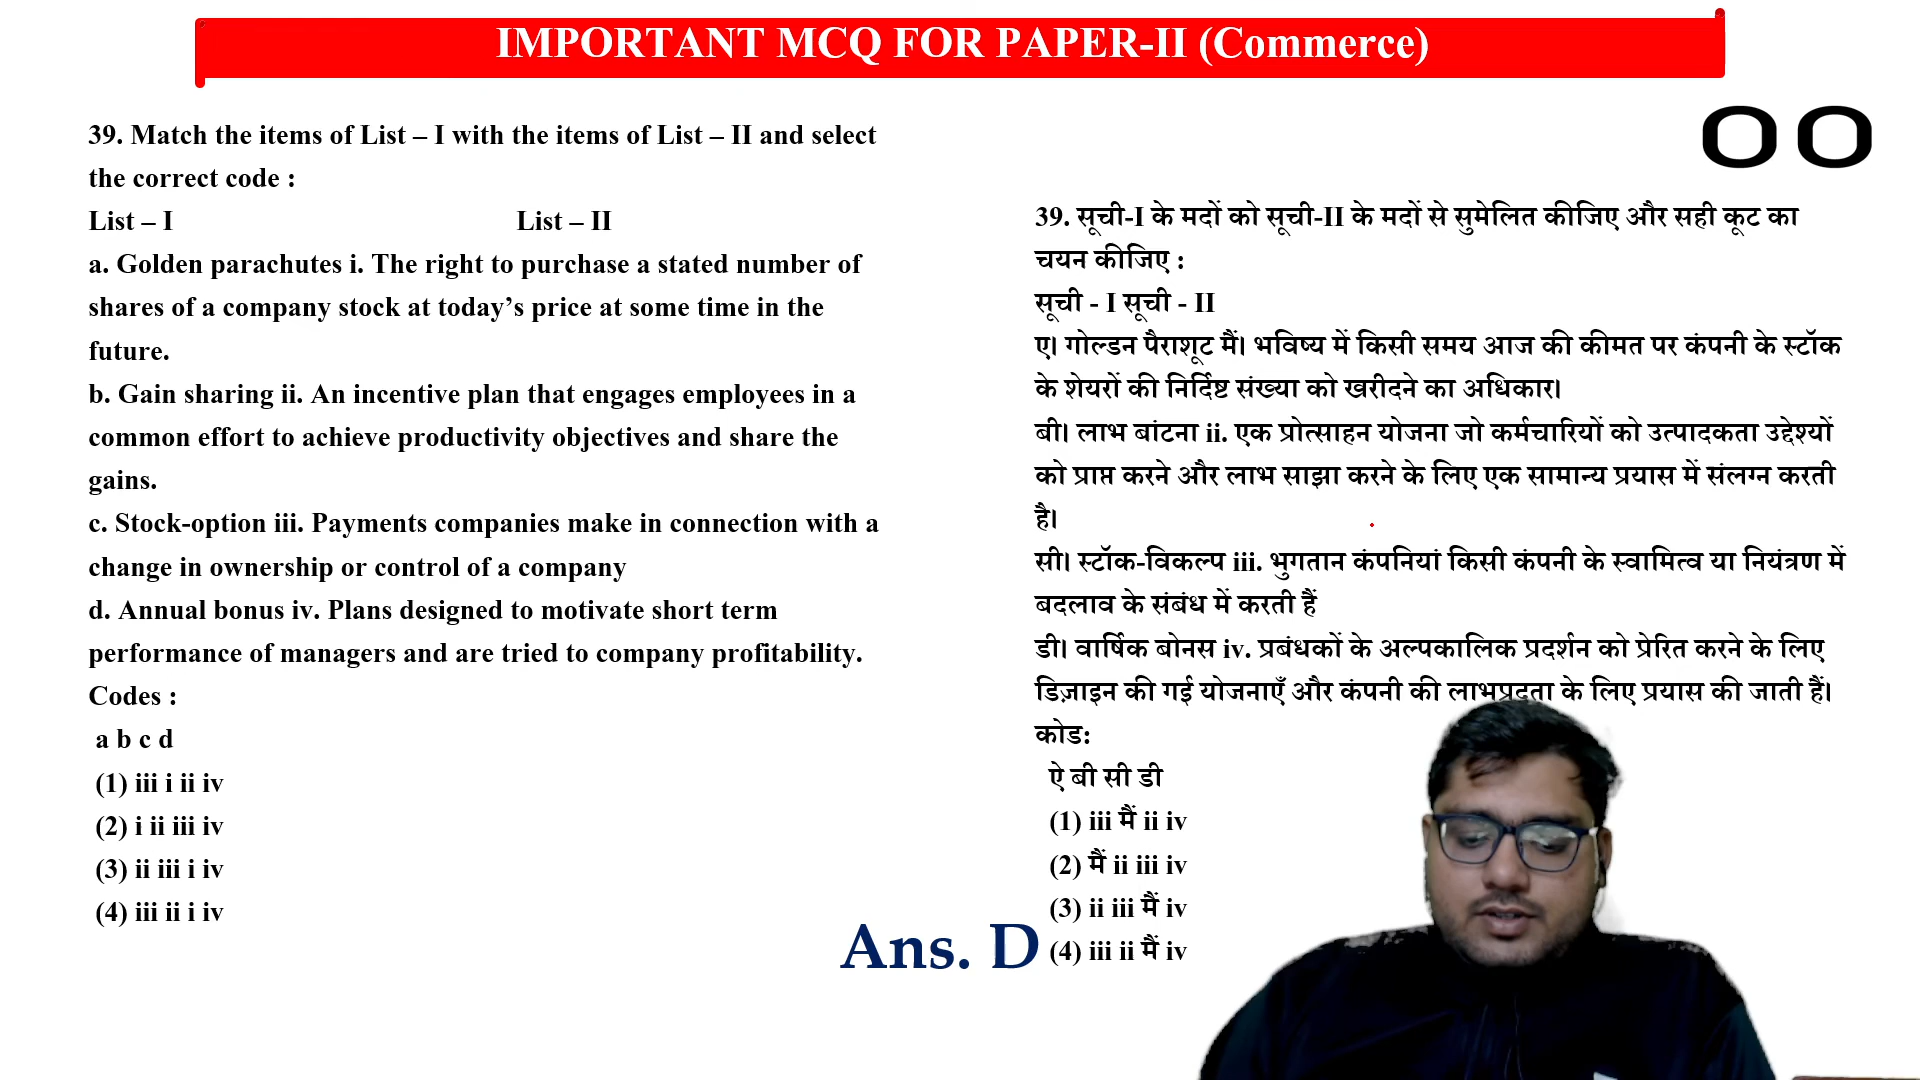 IMPORTANT MCQ FOR PAPER-II (Commerce)
OO
39. Match the items of List – I with the items of List – II and select
the correct code :
List – I List – II
a. Golden parachutes i. The right to purchase a stated number of
shares of a company stock at today’s price at some time in the
future.
b. Gain sharing ii. An incentive plan that engages employees in a
common effort to achieve productivity objectives and share the
gains.
c. Stock-option iii. Payments companies make in connection with a
change in ownership or control of a company
d. Annual bonus iv. Plans designed to motivate short term
performance of managers and are tried to company profitability.
Codes :
a b c d
(1) iii i ii iv
(2) i ii iii iv
(3) ii iii i iv
(4) iii ii i iv
39. सूची-I के मदों को सूची-II के मदों से सुमेलित कीजिए और सही कूट का
चयन कीजिए :
सूची - I सूची - II
ए। गोल्डन पैराशूट मैं। भविष्य में किसी समय आज की कीमत पर कंपनी के स्टॉक
के शेयरों की निर्दिष्ट संख्या को खरीदने का अधिकार।
बी। लाभ बांटना ii. एक प्रोत्साहन योजना जो कर्मचारियों को उत्पादकता उद्देश्यों
को प्राप्त करने और लाभ साझा करने के लिए एक सामान्य प्रयास में संलग्न करती
है।
सी। स्टॉक-विकल्प iii. भुगतान कंपनियां किसी कंपनी के स्वामित्व या नियंत्रण में
बदलाव के संबंध में करती हैं
डी। वार्षिक बोनस iv. प्रबंधकों के अल्पकालिक प्रदर्शन को प्रेरित करने के लिए
डिज़ाइन की गई योजनाएँ और कंपनी की लाभप्रदता के लिए प्रयास की जाती हैं।
कोड:
ऐ बी सी डी
(1) iii मैं ii iv
(2) मैं ii iii iv
(3) ii iii मैं iv
(4) iii ii मैं iv
Ans. D